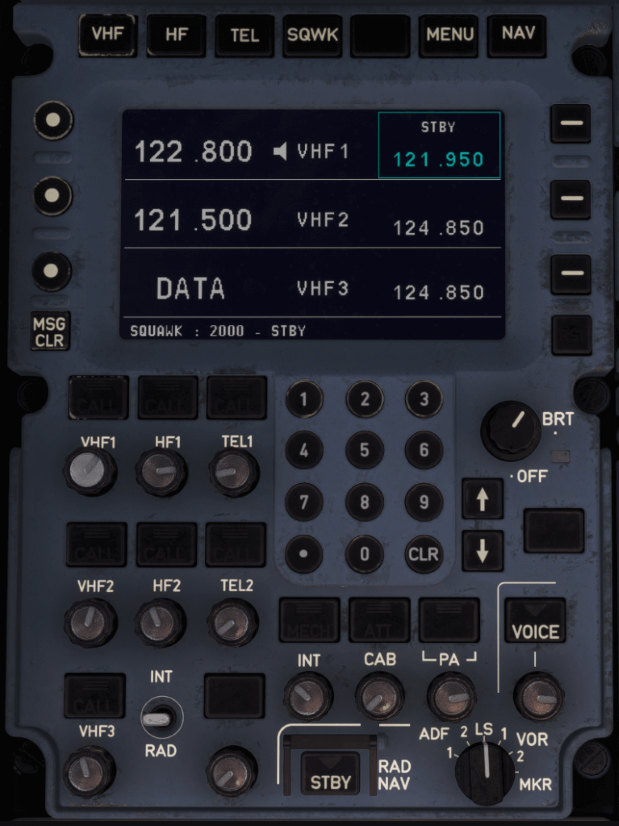 VHF HF TEL SQWK MENU NAV
STBY
122 .800 VHF1 121 .950
121 .500 VHF2 124 .850
DATA VHF3 124 .850
SQUAWK : 2000 - STBY
MSG
CLR
CALL CALL CALL
VHF1 HF1 TEL1
1 2 3
4 5 6
7 8 9
• 0 CLR
BRT
OFF
CALL CALL CALL
VHF2 HF2 TEL2
MECH ATT
VOICE
INT CAB PA
CALL
INT
RAD
VHF3
STBY
RAD
NAV
ADF 1 2 LS 1 VOR 2
MKR